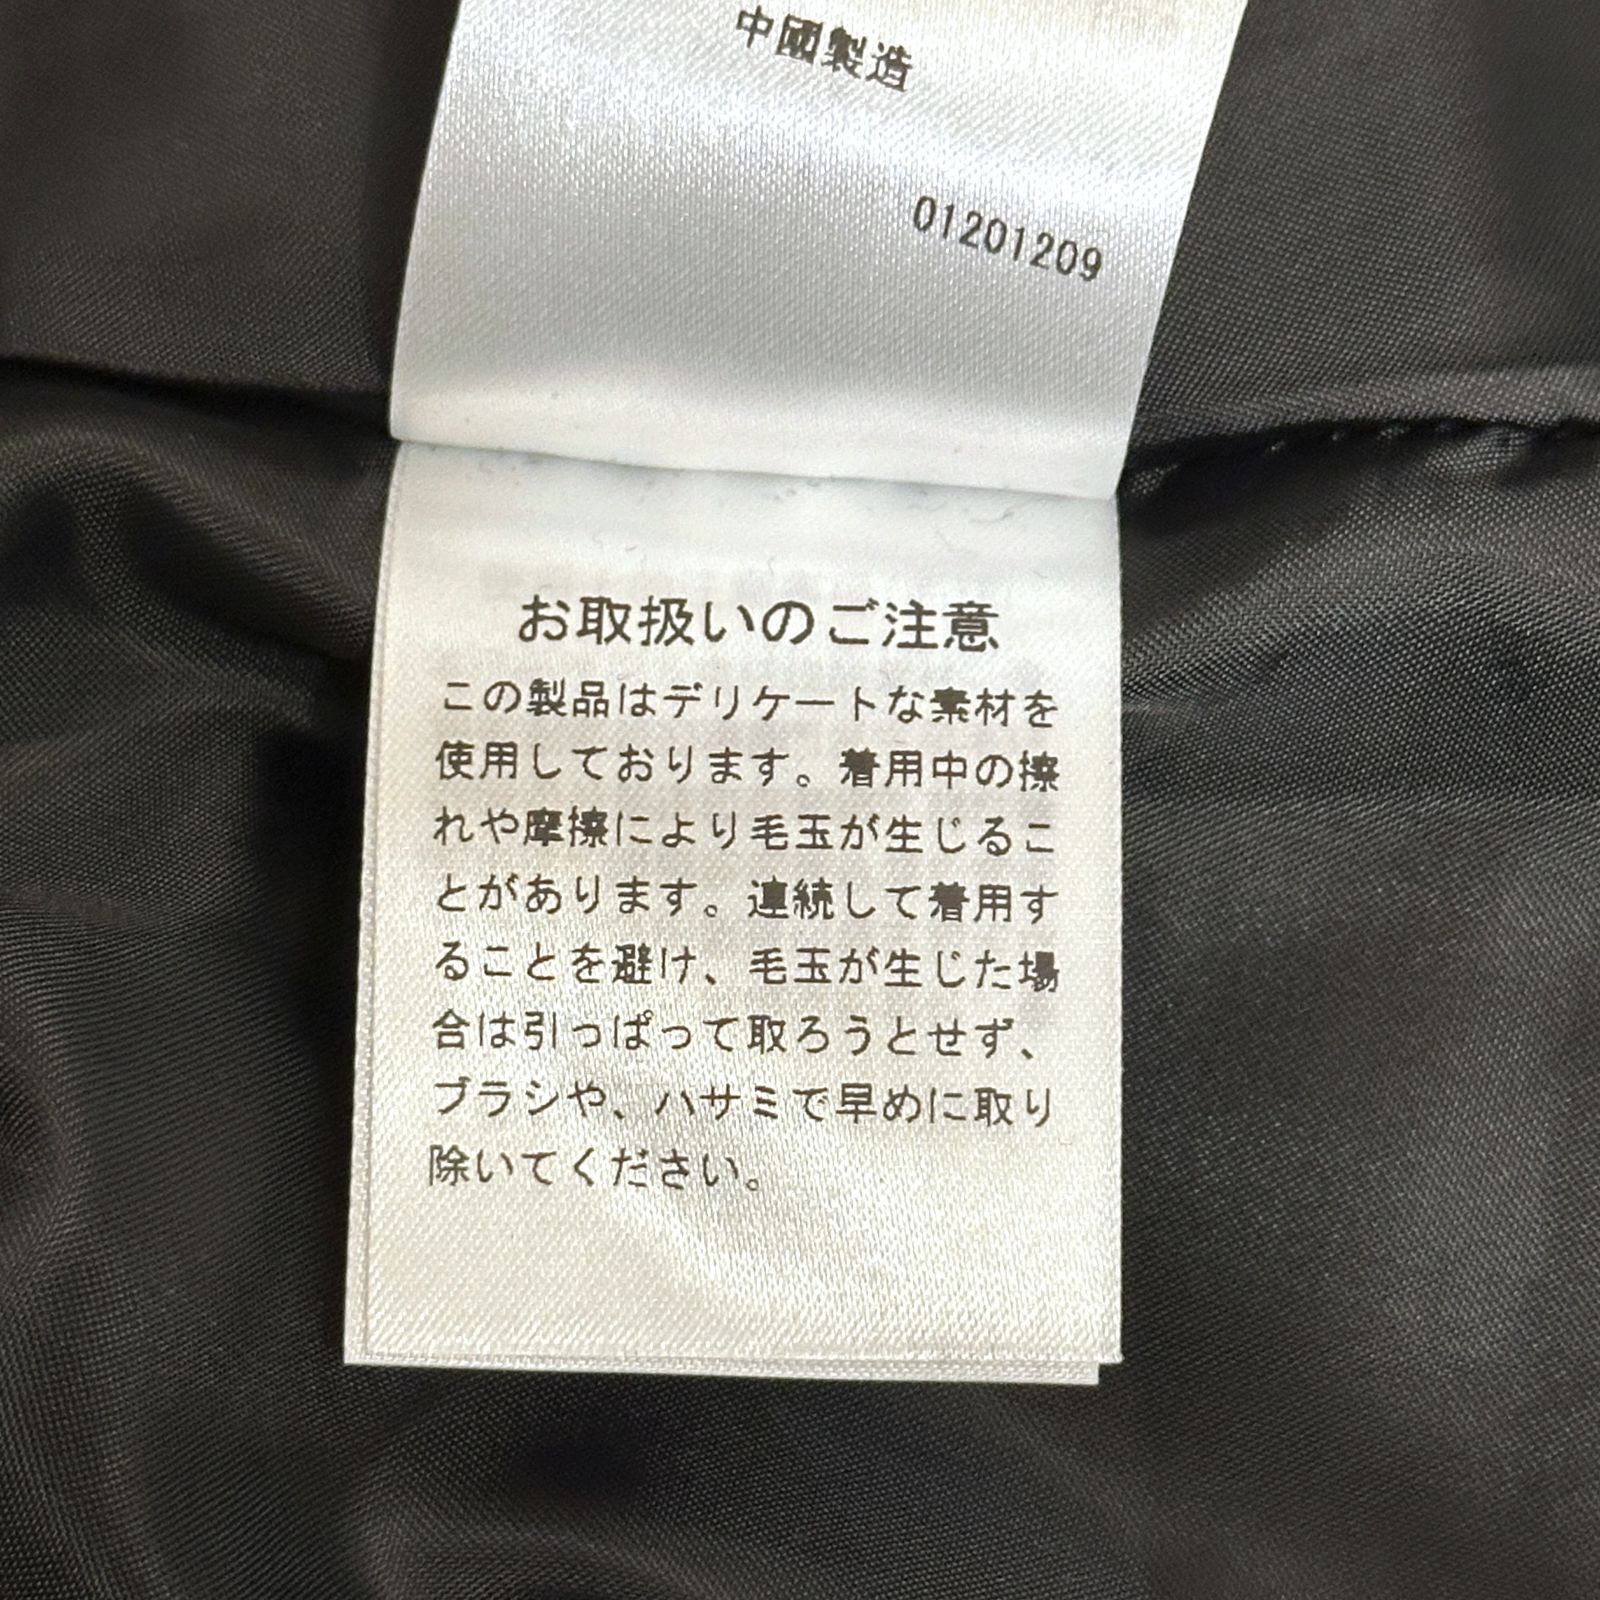 中國製造
01201209
お取扱いのご注意
この製品はデリケートな素材を
使用しております。着用中の擦
れや摩擦により毛玉が生じるこ
とがあります。連続して着用す
ることを避け、毛玉が生じた場
合は引っぱって取ろうとせず、
ブラシや、ハサミで早めに取り
除いてください。